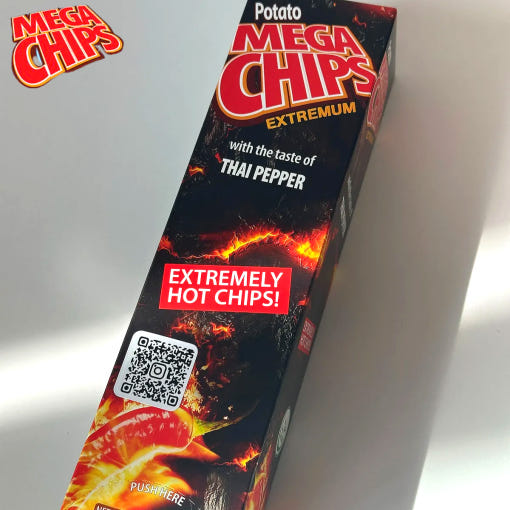 MEGA
CHIPS
Potato
MEGA
CHIPS
EXTREMUM
with the taste of
THAI PEPPER
EXTREMELY
HOT CHIPS!
PUSH HERE